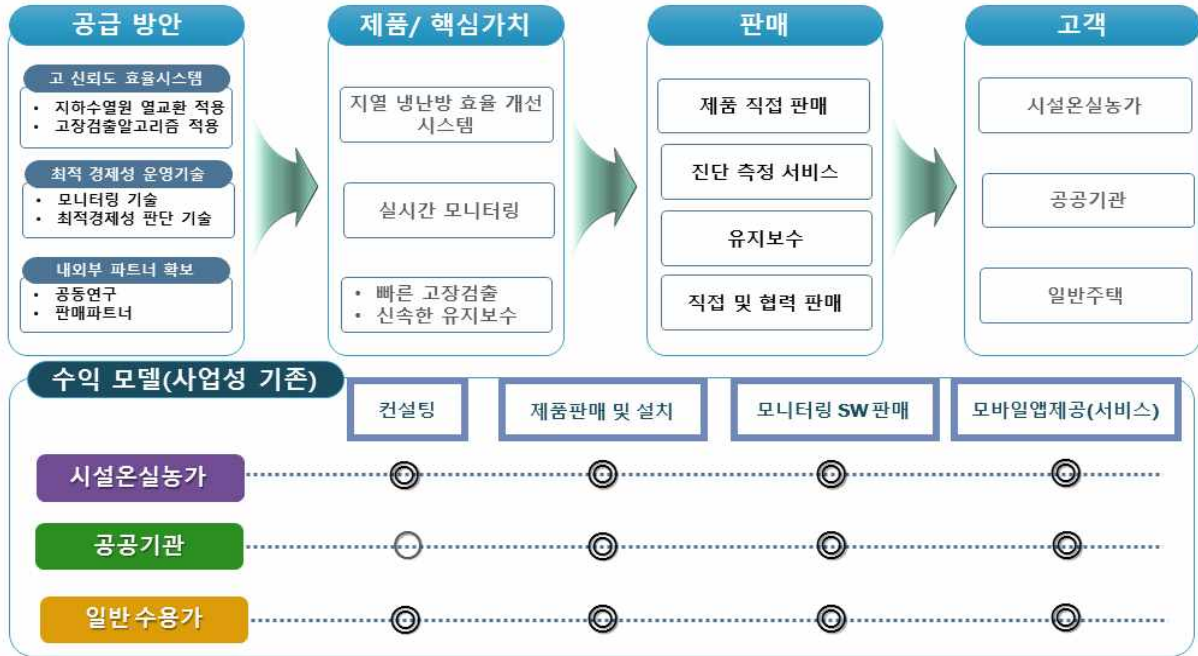 공급 방안
고 신뢰도 효율시스템
• 지하수열원 열교환 적용
• 고장검출알고리즘 적용
최적 경제성 운영기술
• 모니터링 기술
• 최적경제성 판단 기술
내외부 파트너 확보
• 공동연구
• 판매파트너
제품/ 핵심가치
지열 냉난방 효율 개선
시스템
실시간 모니터링
• 빠른 고장검출
• 신속한 유지보수
판매
제품 직접 판매
진단 측정 서비스
유지보수
직접 및 협력 판매
고객
시설온실농가
공공기관
일반주택
수익 모델(사업성 기존)
컨설팅
제품판매 및 설치
모니터링 SW 판매
모바일앱제공(서비스)
시설온실농가
공공기관
일반 수용가